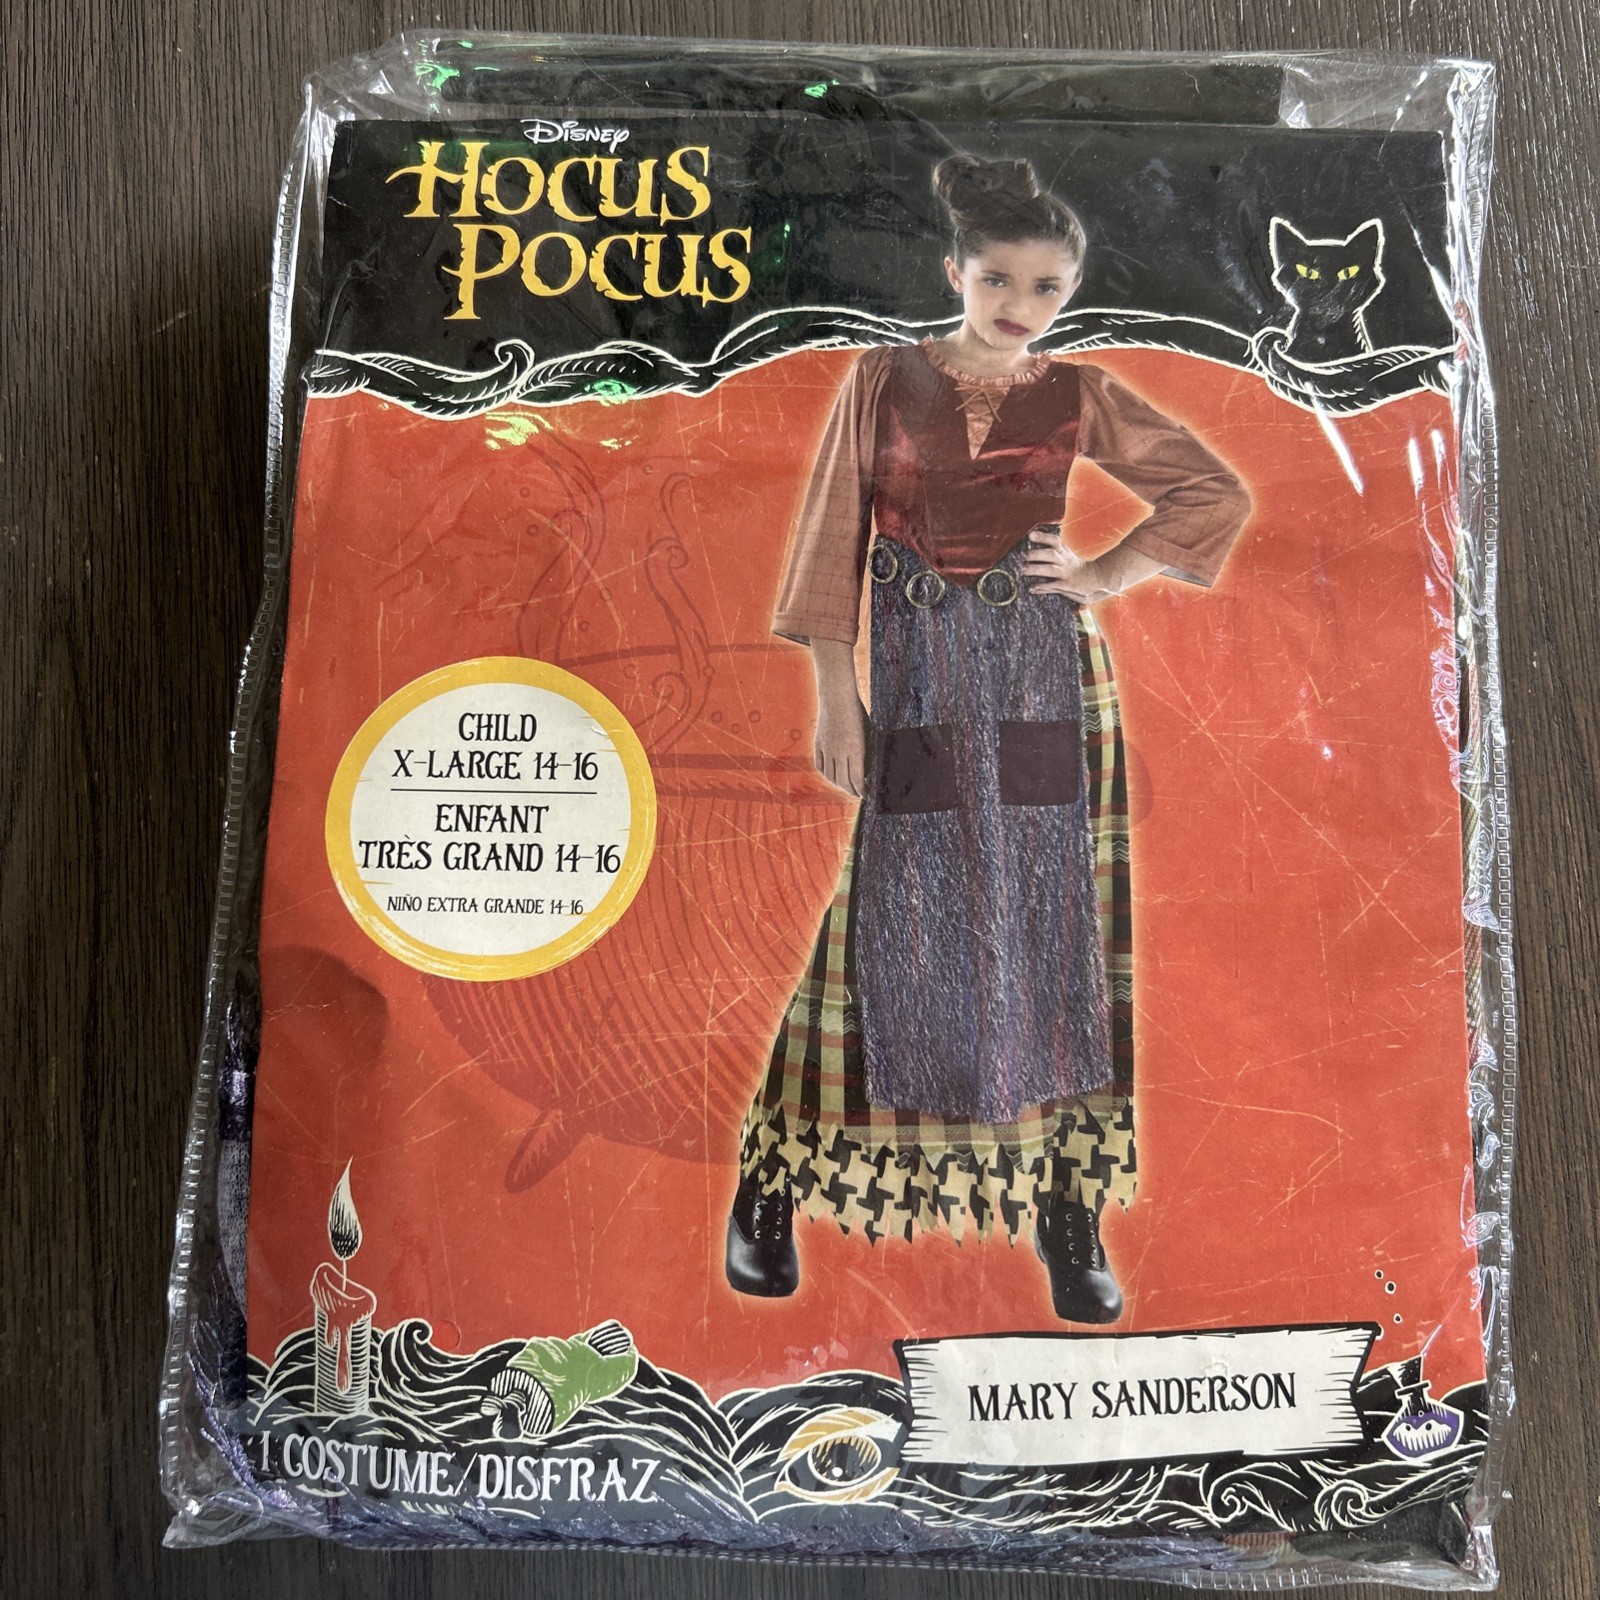 Disney
HOCUS
POCUS
CHILD
X-LARGE 14-16
ENFANT
TRÈS GRAND 14-16
NIÑO EXTRA GRANDE 14-16
MARY SANDERSON
1 COSTUME/DISFRAZ